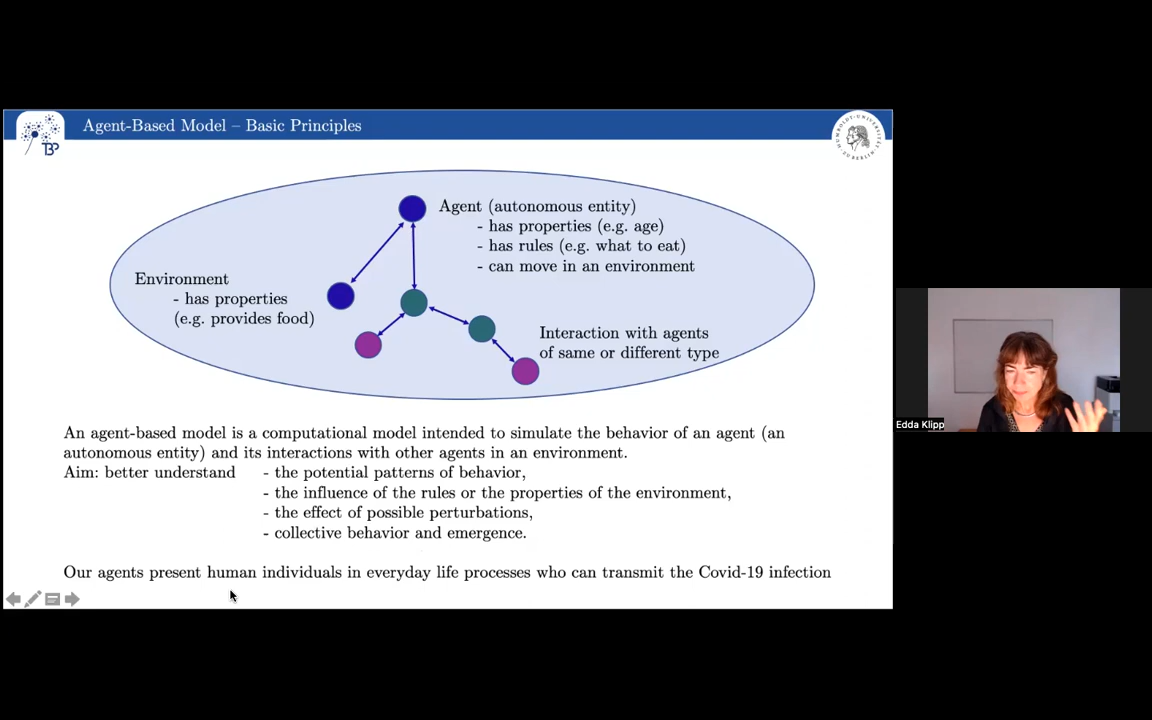 Agent-Based Model – Basic Principles
TBP
HUMBOLDT-UNIVERSITÄT ZU BERLIN
Agent (autonomous entity)
- has properties (e.g. age)
- has rules (e.g. what to eat)
- can move in an environment
Environment
- has properties
(e.g. provides food)
Interaction with agents
of same or different type
An agent-based model is a computational model intended to simulate the behavior of an agent (an
autonomous entity) and its interactions with other agents in an environment.
Aim: better understand - the potential patterns of behavior,
- the influence of the rules or the properties of the environment,
- the effect of possible perturbations,
- collective behavior and emergence.
Our agents present human individuals in everyday life processes who can transmit the Covid-19 infection
Edda Klipp